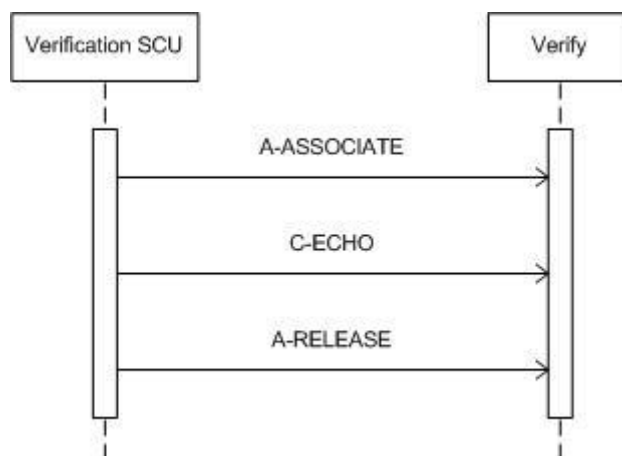 Verification SCU
Verify
A-ASSOCIATE
C-ECHO
A-RELEASE